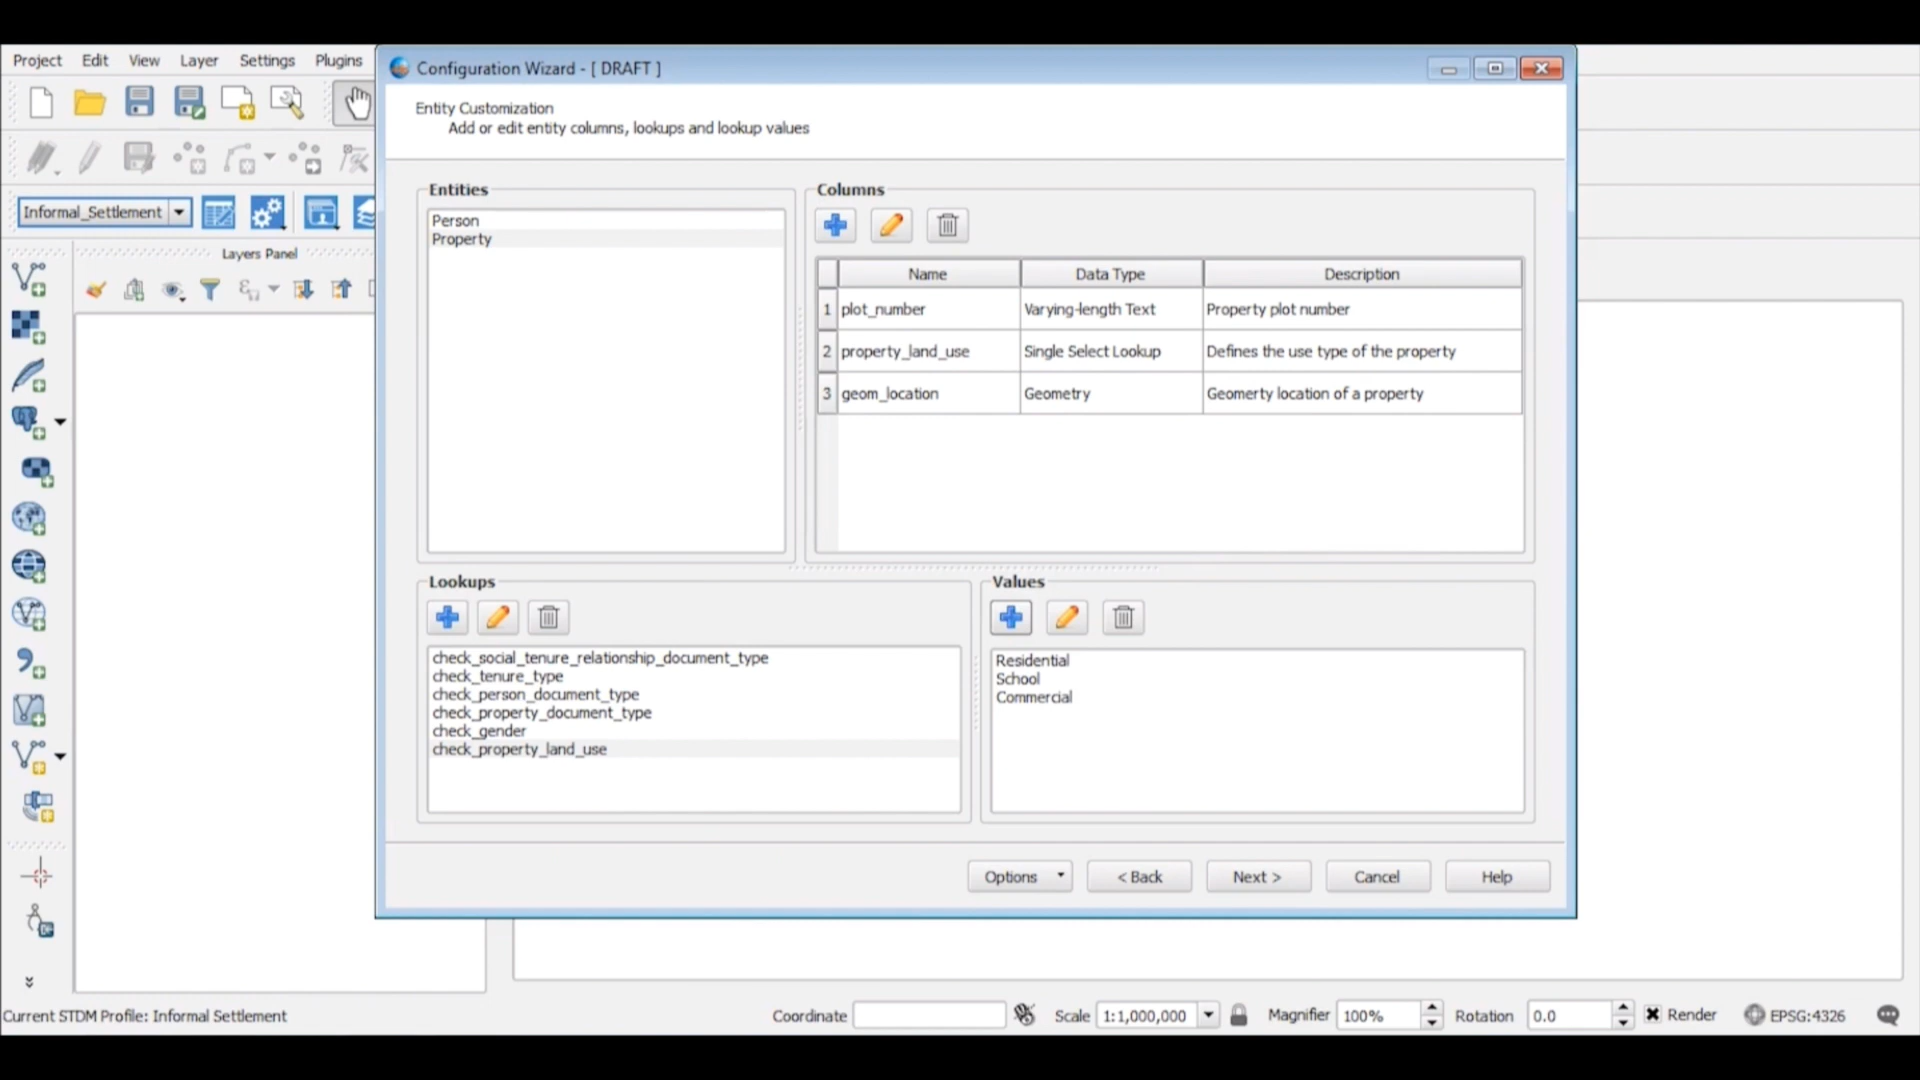 Project Edit View Layer Settings Plugins
Configuration Wizard - [ DRAFT ]
Entity Customization
Add or edit entity columns, lookups and lookup values
Informal_Settlement
Layers Panel
Entities
Person
Property
Columns
Name Data Type Description
1 plot_number Varying-length Text Property plot number
2 property_land_use Single Select Lookup Defines the use type of the property
3 geom_location Geometry Geomerty location of a property
Lookups
check_social_tenure_relationship_document_type
check_tenure_type
check_person_document_type
check_property_document_type
check_gender
check_property_land_use
Values
Residential
School
Commercial
Options < Back Next > Cancel Help
Current STDM Profile: Informal Settlement Coordinate Scale 1:1,000,000 Magnifier 100% Rotation 0.0 Render EPSG:4326